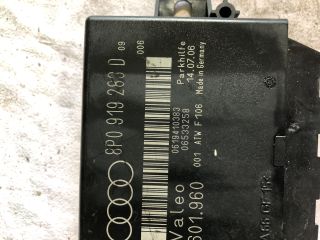 8P0 919 283 D
09
006
Parkhilfe
14.07.06
Made in Germany
0619410383
06533258
001 ATW F 106
Valeo
601.960